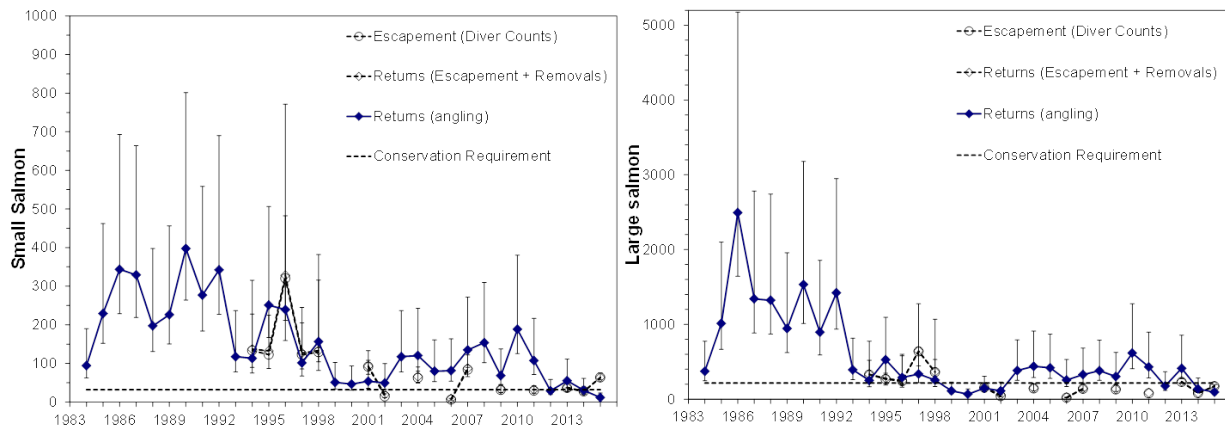 Small Salmon
1000
900
800
700
600
500
400
300
200
100
0
Escapement (Diver Counts)
Returns (Escapement + Removals)
Returns (angling)
Conservation Requirement
1983 1986 1989 1992 1995 1998 2001 2004 2007 2010 2013
Large salmon
5000
4000
3000
2000
1000
0
Escapement (Diver Counts)
Returns (Escapement + Removals)
Returns (angling)
Conservation Requirement
1983 1986 1989 1992 1995 1998 2001 2004 2007 2010 2013